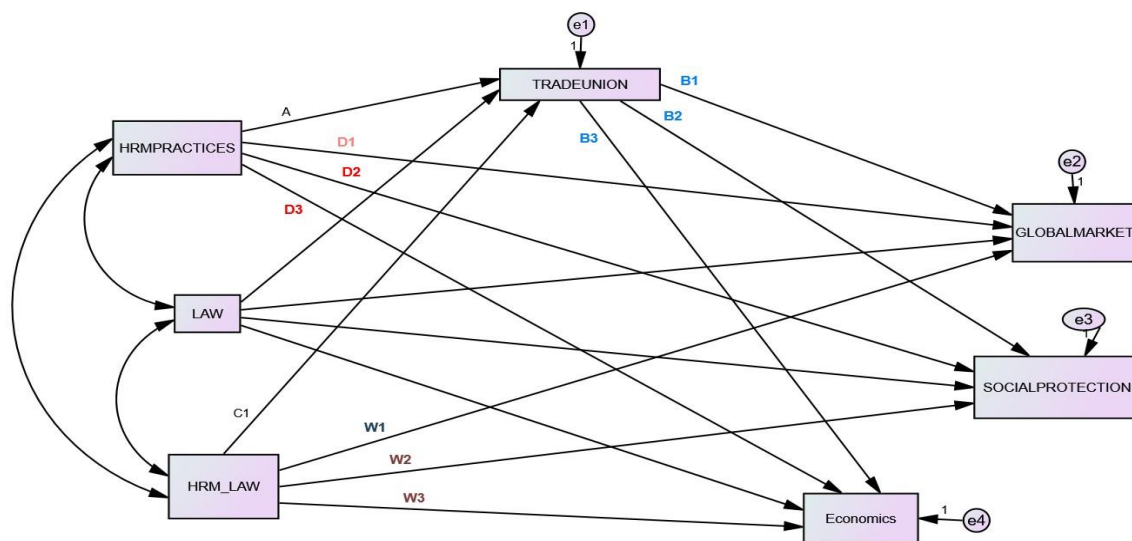 e1
1
TRADEUNION
B1
B2
B3
A
HRMPRACTICES
D1
D2
D3
e2
1
GLOBALMARKET
LAW
e3
1
SOCIALPROTECTION
C1
W1
W2
W3
HRM_LAW
Economics
1
e4